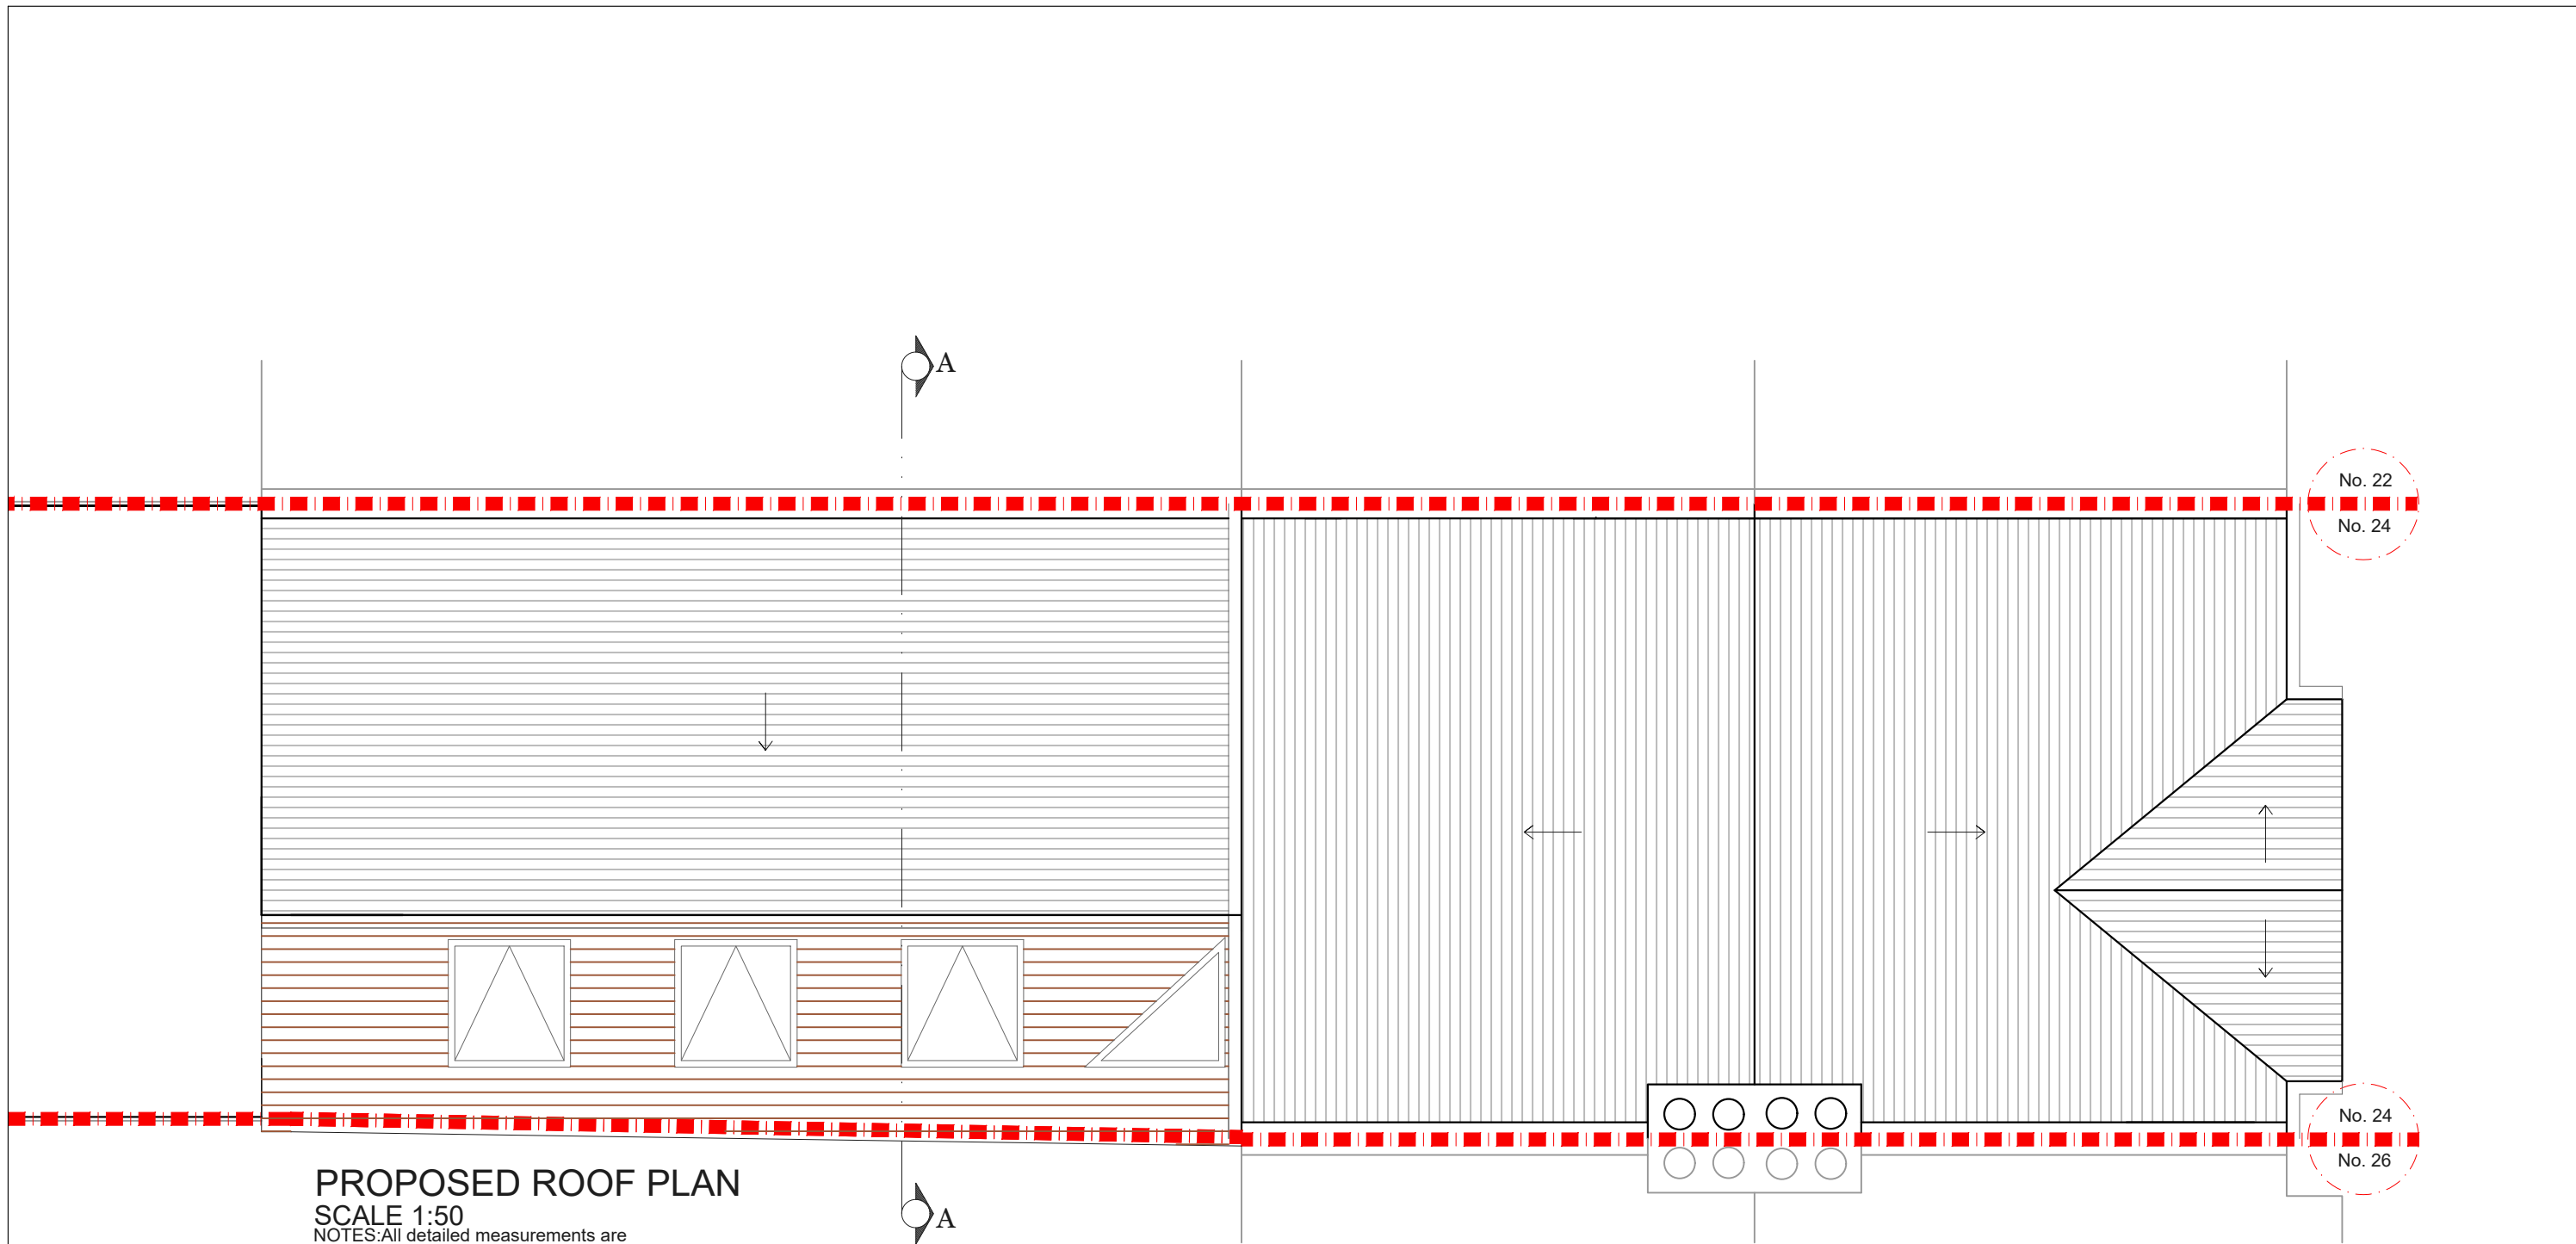 A
No. 22
No. 24
No. 24
No. 26
PROPOSED ROOF PLAN
SCALE 1:50
NOTES:All detailed measurements are
A